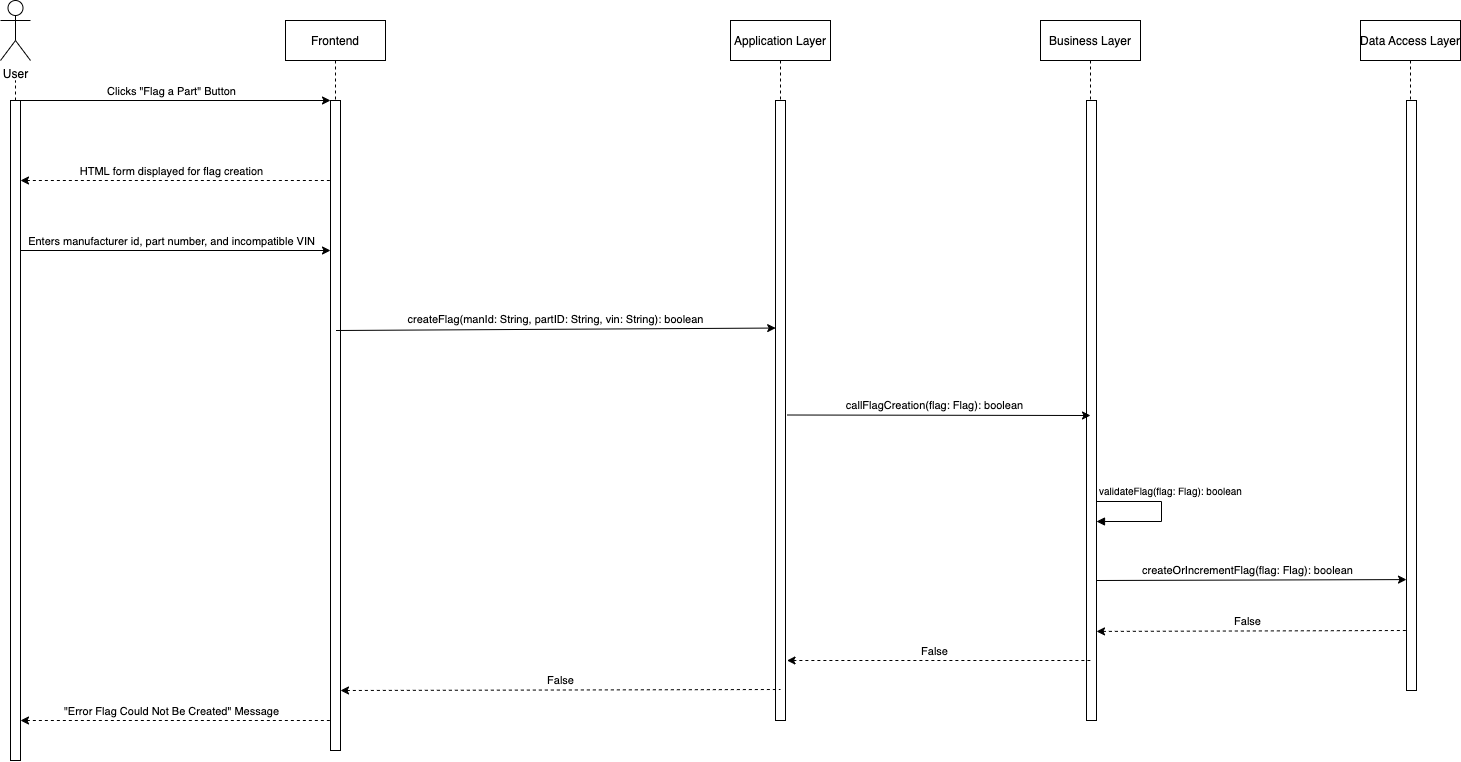 User
Frontend
Application Layer
Business Layer
Data Access Layer
Clicks "Flag a Part" Button
HTML form displayed for flag creation
Enters manufacturer id, part number, and incompatible VIN
createFlag(manId: String, partID: String, vin: String): boolean
callFlagCreation(flag: Flag): boolean
validateFlag(flag: Flag): boolean
createOrIncrementFlag(flag: Flag): boolean
False
False
False
"Error Flag Could Not Be Created" Message